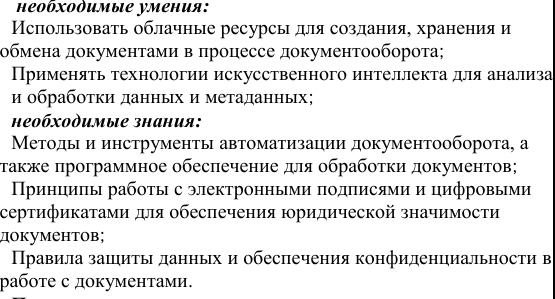 необходимые умения:
Использовать облачные ресурсы для создания, хранения и
обмена документами в процессе документооборота;
Применять технологии искусственного интеллекта для анализа
и обработки данных и метаданных;
необходимые знания:
Методы и инструменты автоматизации документооборота, а
также программное обеспечение для обработки документов;
Принципы работы с электронными подписями и цифровыми
сертификатами для обеспечения юридической значимости
документов;
Правила защиты данных и обеспечения конфиденциальности в
работе с документами.